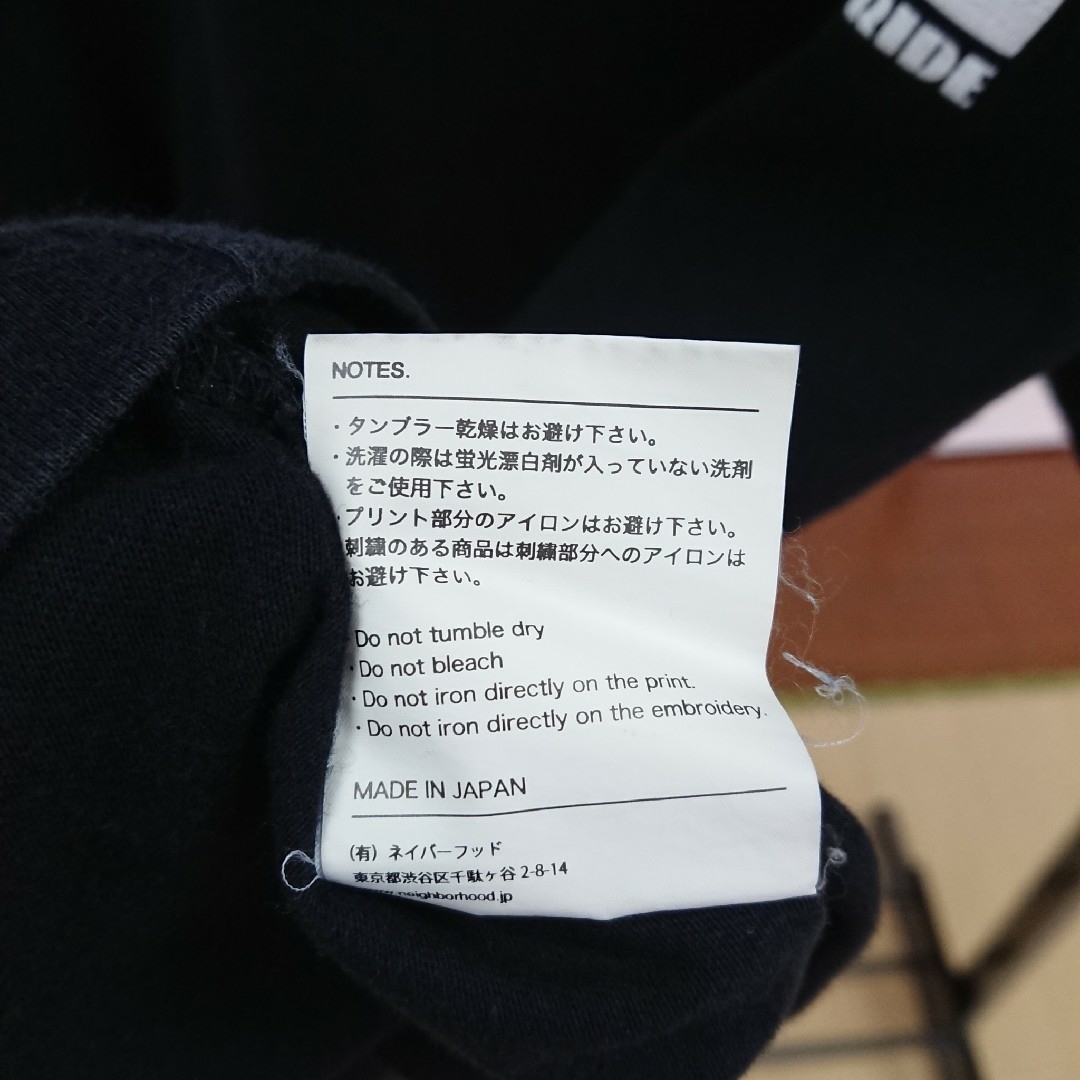 RIDE
NOTES.
・タンブラー乾燥はお避け下さい。
・洗濯の際は蛍光漂白剤が入っていない洗剤
をご使用下さい。
・プリント部分のアイロンはお避け下さい。
刺繍のある商品は刺繍部分へのアイロンは
お避け下さい。
Do not tumble dry
・Do not bleach
・Do not iron directly on the print.
・Do not iron directly on the embroidery.
MADE IN JAPAN
(有) ネイバーフッド
東京都渋谷区千駄ヶ谷 2-8-14
www.neighborhood.jp